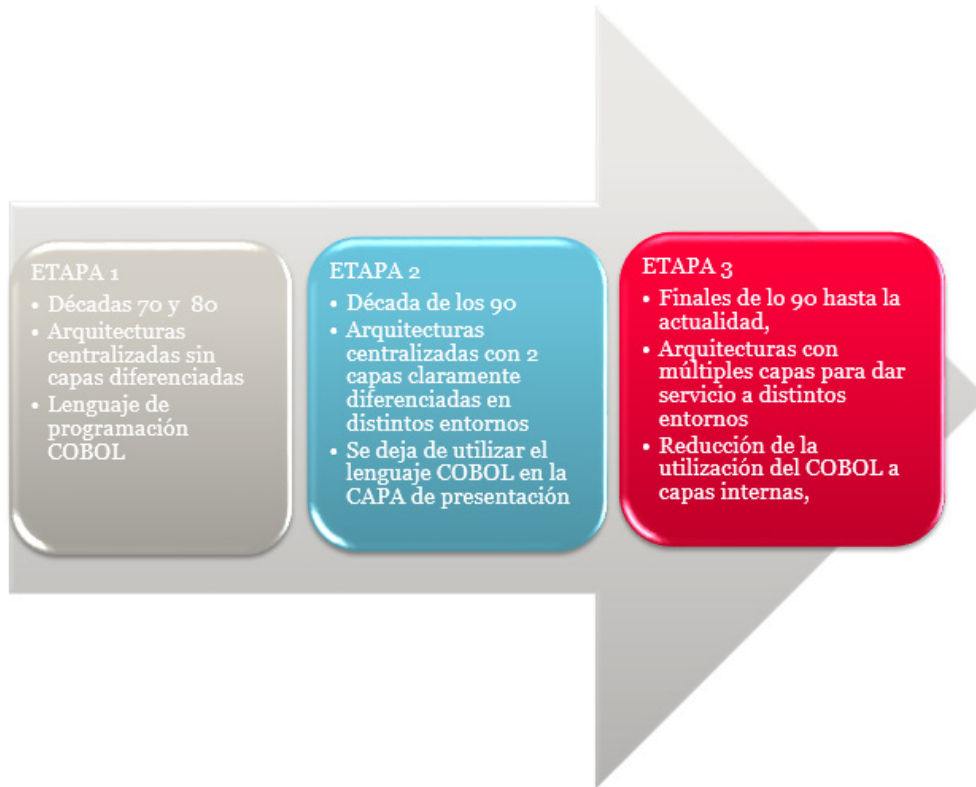 ETAPA 1
• Décadas 70 y 80
• Arquitecturas
centralizadas sin
capas diferenciadas
• Lenguaje de
programación
COBOL
ETAPA 2
• Década de los 90
• Arquitecturas
centralizadas con 2
capas claramente
diferenciadas en
distintos entornos
• Se deja de utilizar el
lenguaje COBOL en la
CAPA de presentación
ETAPA 3
• Finales de lo 90 hasta la
actualidad,
• Arquitecturas con
múltiples capas para dar
servicio a distintos
entornos
• Reducción de la
utilización del COBOL a
capas internas,